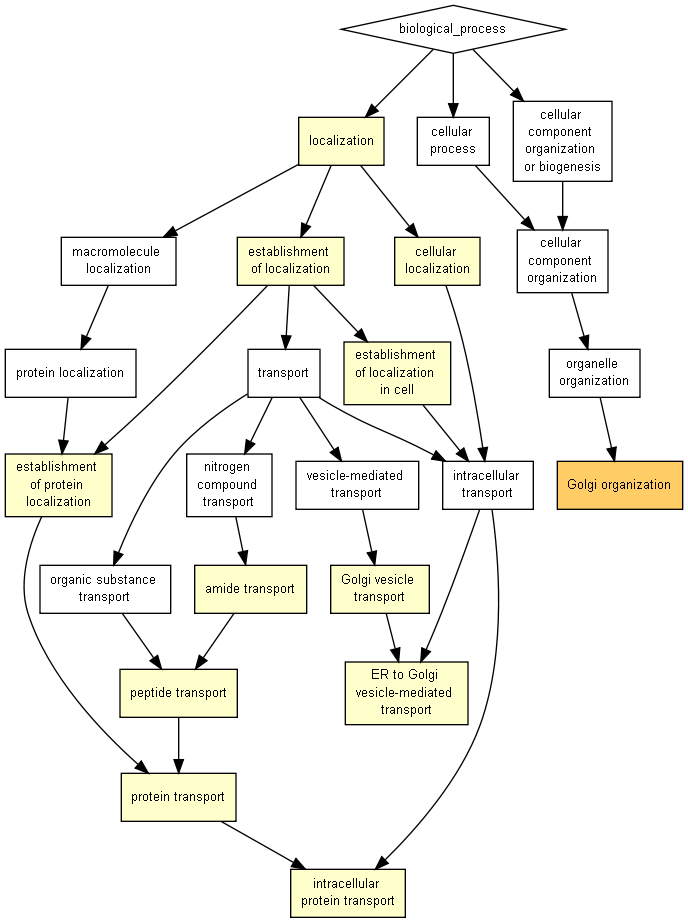 biological_process
localization
cellular
process
cellular
component
organization
or biogenesis
macromolecule
localization
establishment
of localization
cellular
localization
cellular
component
organization
protein localization
transport
establishment
of localization
in cell
organelle
organization
establishment
of protein
localization
nitrogen
compound
transport
vesicle-mediated
transport
intracellular
transport
Golgi organization
organic substance
transport
amide transport
Golgi vesicle
transport
peptide transport
ER to Golgi
vesicle-mediated
transport
protein transport
intracellular
protein transport